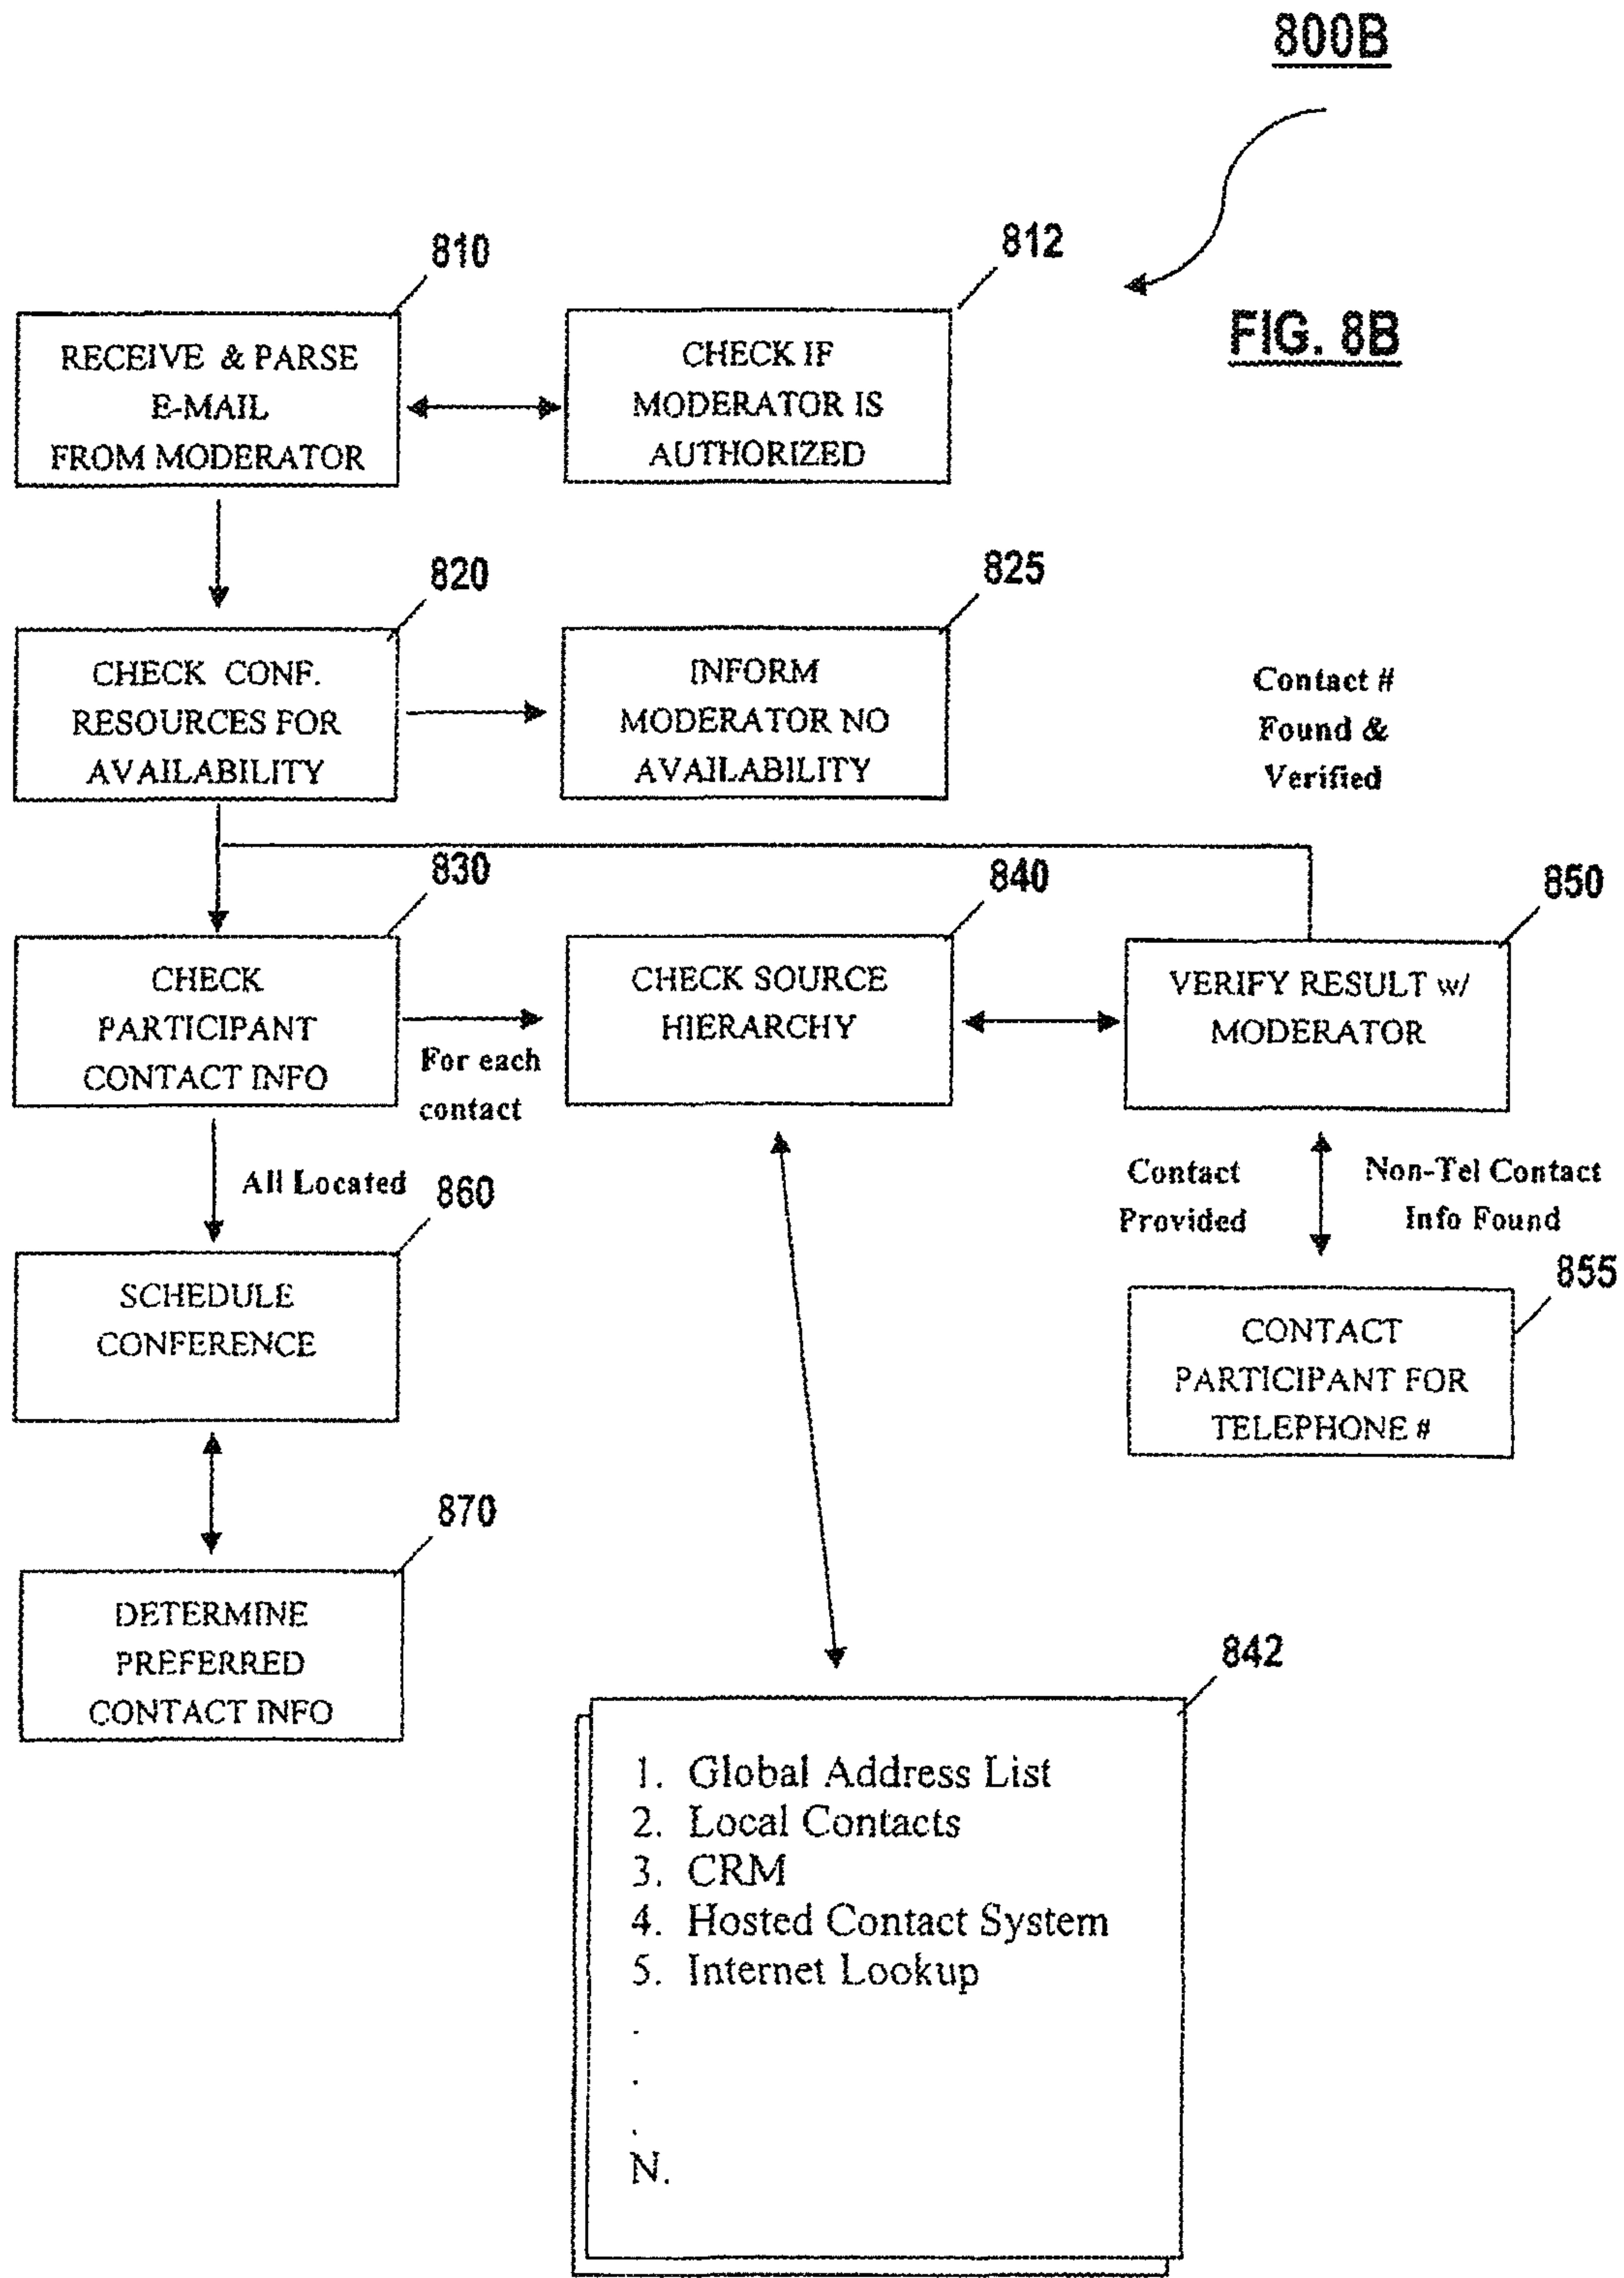 800B
FIG. 8B
810
RECEIVE & PARSE
E-MAIL
FROM MODERATOR
812
CHECK IF
MODERATOR IS
AUTHORIZED
820
CHECK CONF.
RESOURCES FOR
AVAILABILITY
825
INFORM
MODERATOR NO
AVAILABILITY
Contact #
Found &
Verified
830
CHECK
PARTICIPANT
CONTACT INFO
For each
contact
840
CHECK SOURCE
HIERARCHY
850
VERIFY RESULT w/
MODERATOR
Contact
Provided
Non-Tel Contact
Info Found
855
CONTACT
PARTICIPANT FOR
TELEPHONE #
All Located
860
SCHEDULE
CONFERENCE
870
DETERMINE
PREFERRED
CONTACT INFO
842
1. Global Address List
2. Local Contacts
3. CRM
4. Hosted Contact System
5. Internet Lookup
.
.
.
N.